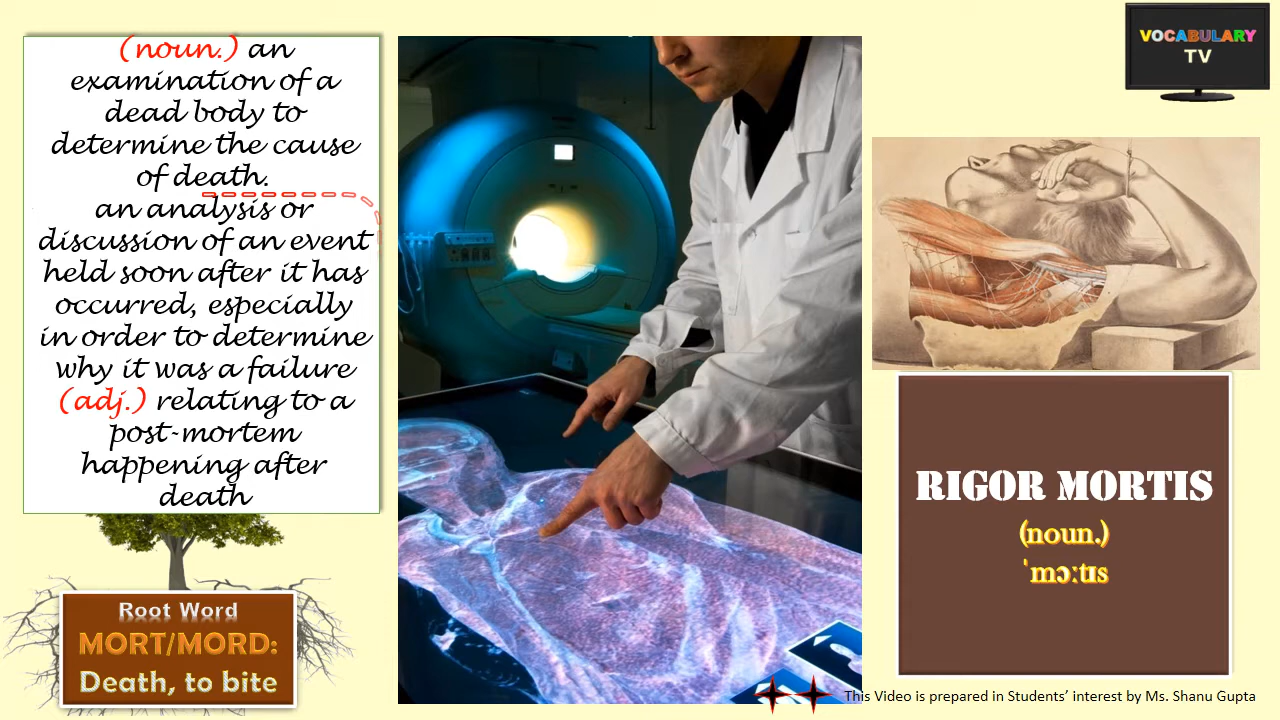 (noun.) an
examination of a
dead body to
determine the cause
of death.
an analysis or
discussion of an event
held soon after it has
occurred, especially
in order to determine
why it was a failure
(adj.) relating to a
post-mortem
happening after
death
Root Word
MORT/MORD:
Death, to bite
VOCABULARY
TV
RIGOR MORTIS
(noun.)
ˈmɔːtɪs
This Video is prepared in Students’ interest by Ms. Shanu Gupta